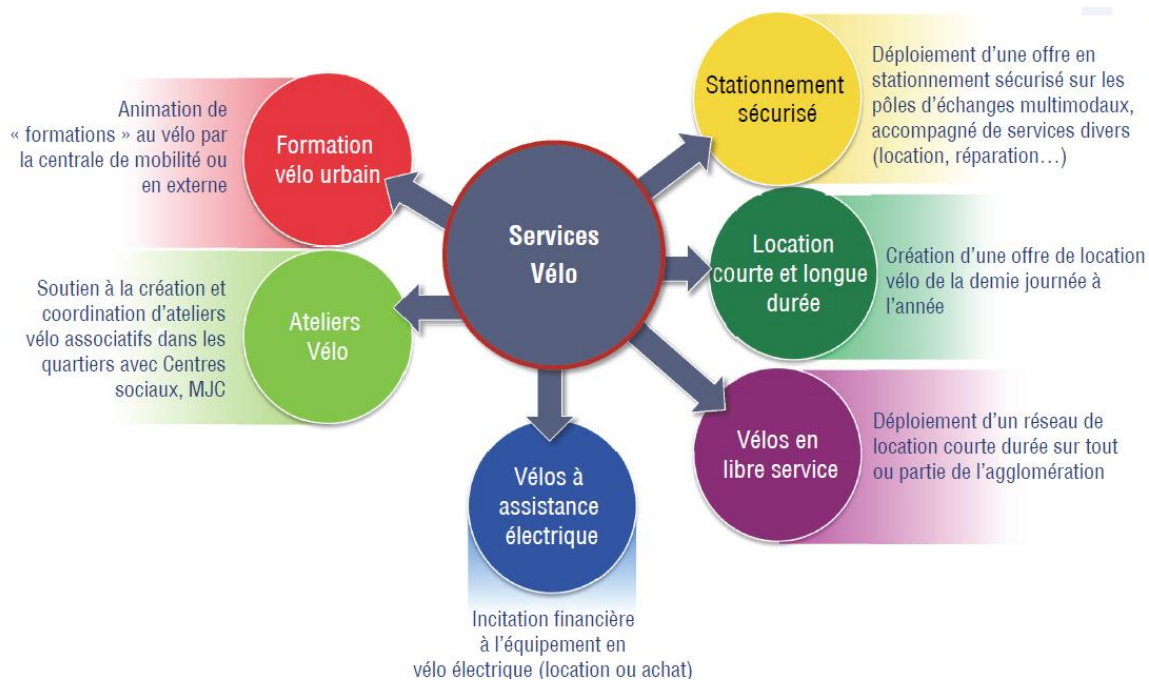 Services
Vélo
Formation
vélo urbain
Animation de
« formations » au vélo par
la centrale de mobilité ou
en externe
Ateliers
Vélo
Soutien à la création et
coordination d’ateliers
vélo associatifs dans les
quartiers avec Centres
sociaux, MJC
Vélos à
assistance
électrique
Incitation financière
à l’équipement en
vélo électrique (location ou achat)
Stationnement
sécurisé
Déploiement d’une offre en
stationnement sécurisé sur les
pôles d’échanges multimodaux,
accompagné de services divers
(location, réparation…)
Location
courte et longue
durée
Création d’une offre de location
vélo de la demie journée à
l’année
Vélos en
libre service
Déploiement d’un réseau de
location courte durée sur tout
ou partie de l’agglomération